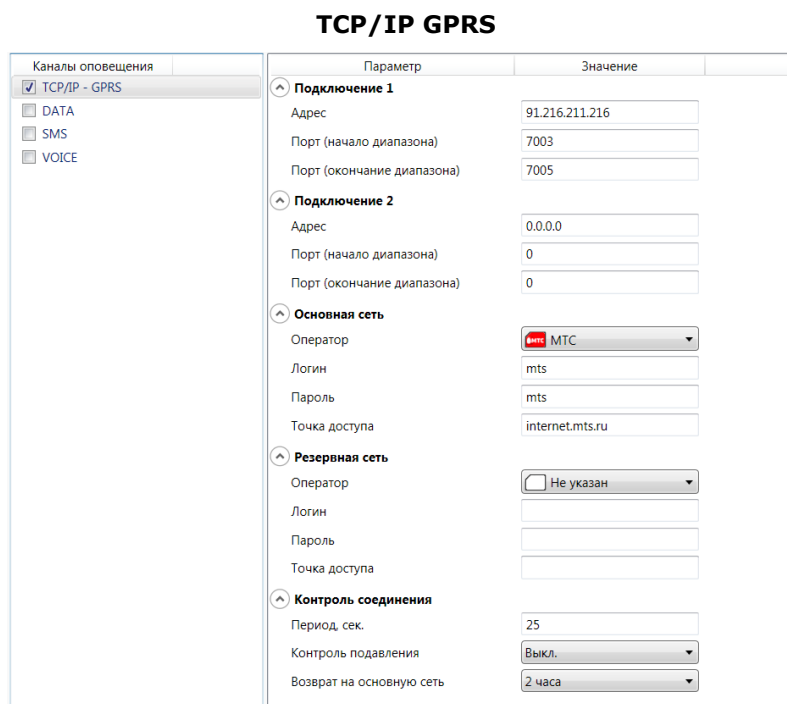 TCP/IP GPRS
Каналы оповещения
TCP/IP - GPRS
DATA
SMS
VOICE
Параметр Значение
Подключение 1
Адрес 91.216.211.216
Порт (начало диапазона) 7003
Порт (окончание диапазона) 7005
Подключение 2
Адрес 0.0.0.0
Порт (начало диапазона) 0
Порт (окончание диапазона) 0
Основная сеть
Оператор МТС МТС
Логин mts
Пароль mts
Точка доступа internet.mts.ru
Резервная сеть
Оператор Не указан
Логин
Пароль
Точка доступа
Контроль соединения
Период, сек. 25
Контроль подавления Выкл.
Возврат на основную сеть 2 часа